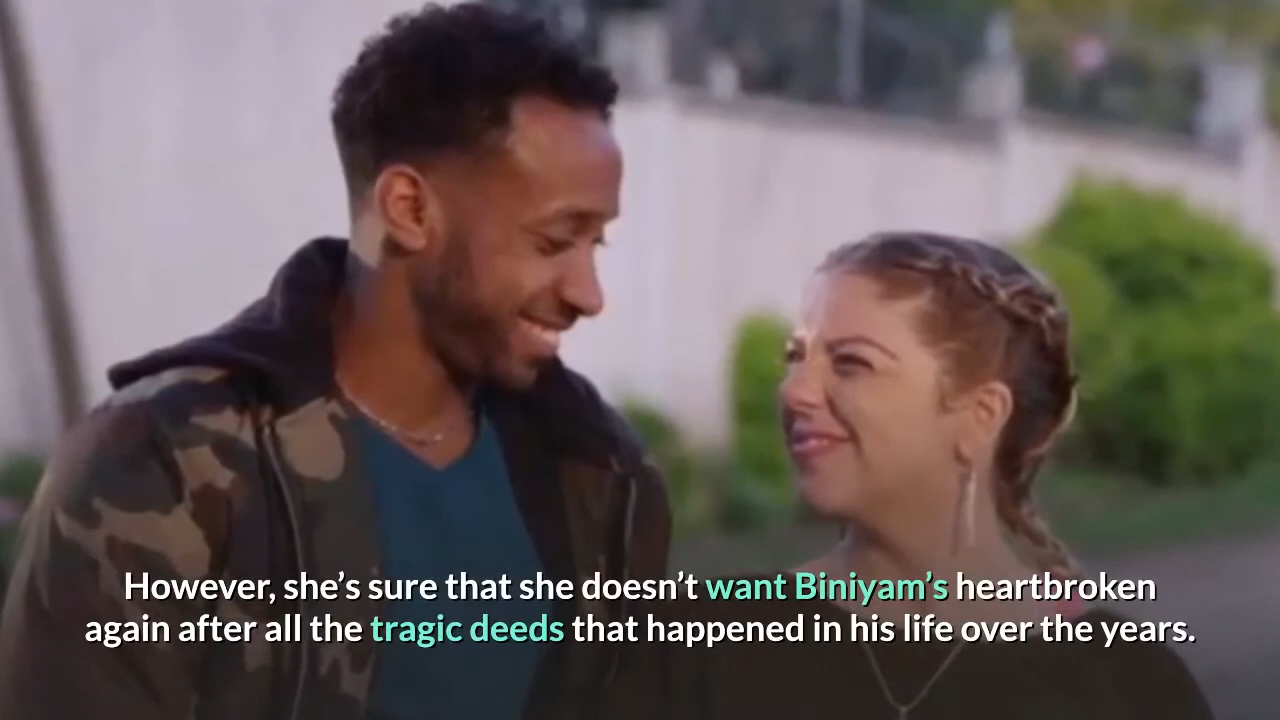 However, she’s sure that she doesn’t want Biniyam’s heartbroken
again after all the tragic deeds that happened in his life over the years.